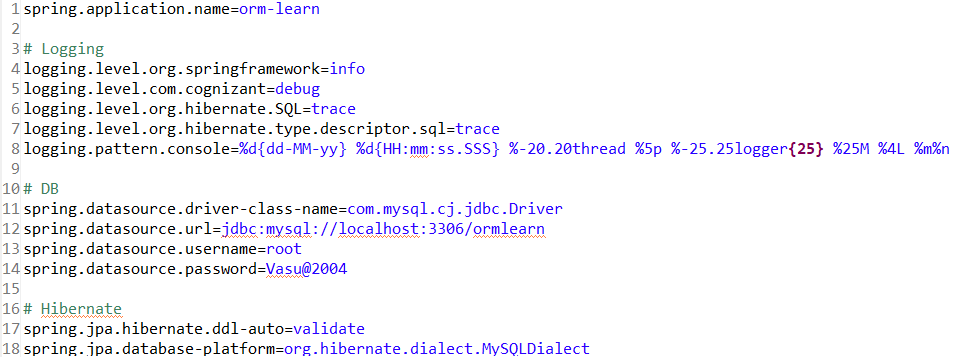 1 spring.application.name=orm-learn
2
3 # Logging
4 logging.level.org.springframework=info
5 logging.level.com.cognizant=debug
6 logging.level.org.hibernate.SQL=trace
7 logging.level.org.hibernate.type.descriptor.sql=trace
8 logging.pattern.console=%d{dd-MM-yy} %d{HH:mm:ss.SSS} %-20.20thread %5p %-25.25logger{25} %25M %4L %m%n
9
10 # DB
11 spring.datasource.driver-class-name=com.mysql.cj.jdbc.Driver
12 spring.datasource.url=jdbc:mysql://localhost:3306/ormlearn
13 spring.datasource.username=root
14 spring.datasource.password=Vasu@2004
15
16 # Hibernate
17 spring.jpa.hibernate.ddl-auto=validate
18 spring.jpa.database-platform=org.hibernate.dialect.MySQLDialect